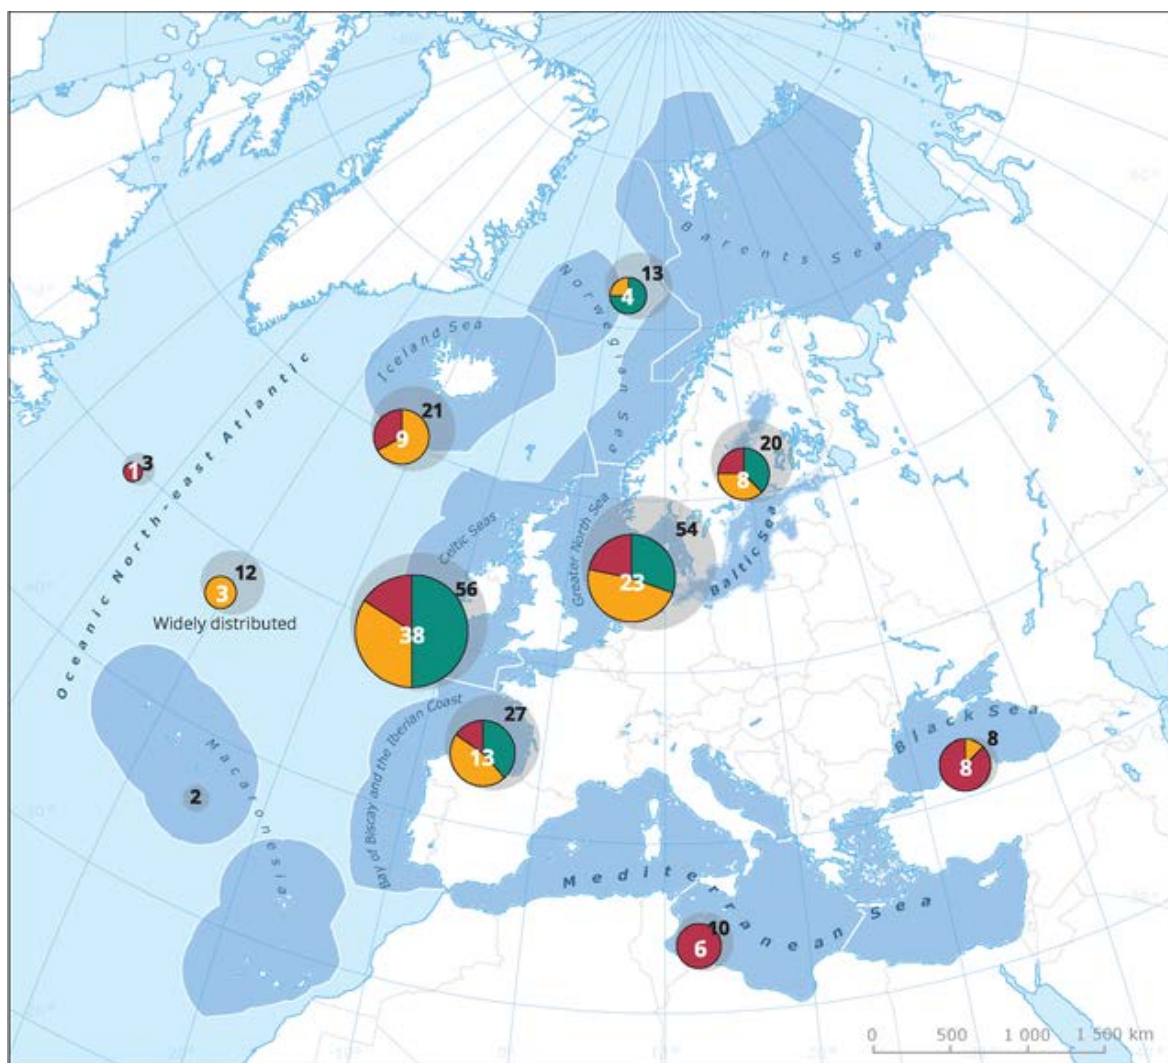 Barents Sea
Norwegian Sea
13
4
Iceland Sea
21
9
Oceanic North-east Atlantic
3
1
20
8
Baltic Sea
Greater North Sea
54
23
Celtic Seas
56
38
12
3
Widely distributed
Macaronesia
2
Bay of Biscay and the Iberian Coast
27
13
Black Sea
8
8
Mediterranean Sea
10
6
0 500 1 000 1 500 km